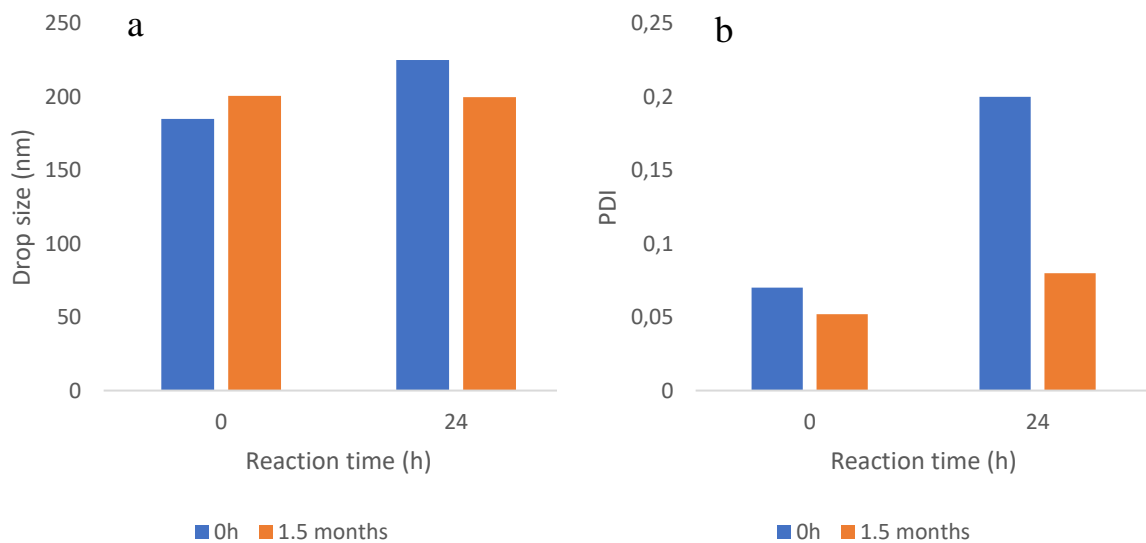 a
250
200
150
100
50
0
Drop size (nm)
0 24
Reaction time (h)
0h 1.5 months
b
0,25
0,2
0,15
0,1
0,05
0
PDI
0 24
Reaction time (h)
0h 1.5 months